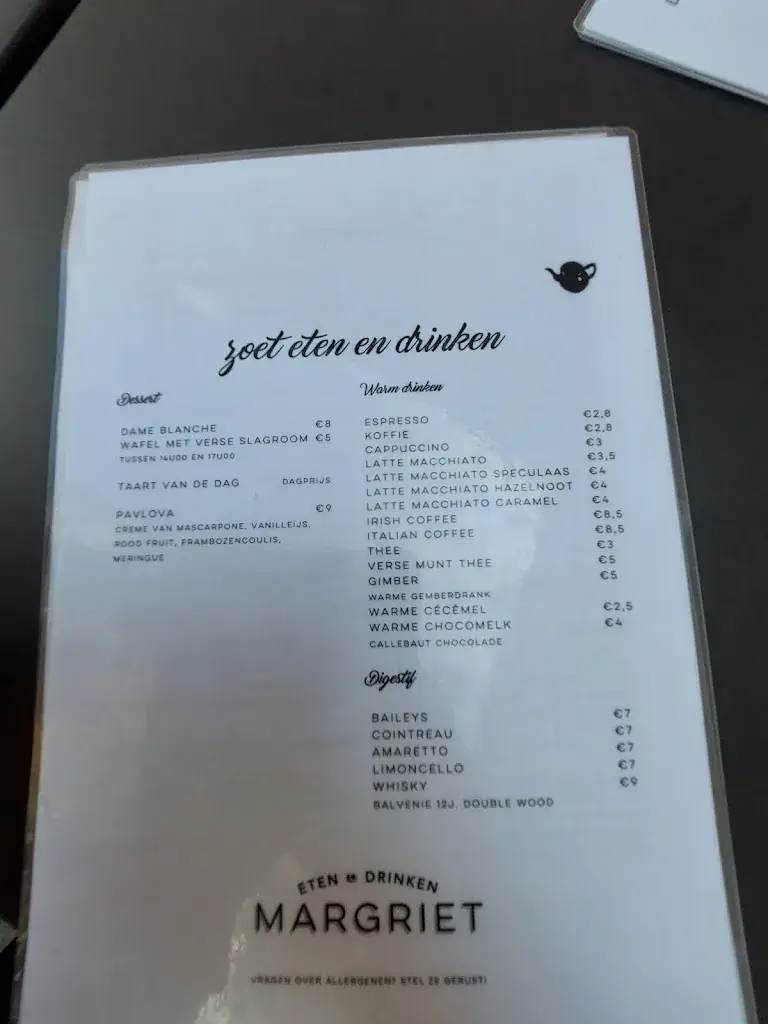 zoet eten en drinken
Dessert
DAME BLANCHE €8
WAFEL MET VERSE SLAGROOM €5
TUSSEN 14U00 EN 17U00
TAART VAN DE DAG DAGPRIJS
PAVLOVA €9
CREME VAN MASCARPONE, VANILLEIJS,
ROOD FRUIT, FRAMBOZENCOULIS,
MERINGUE
Warm drinken
ESPRESSO €2,8
KOFFIE €2,8
CAPPUCCINO €3
LATTE MACCHIATO €3,5
LATTE MACCHIATO SPECULAAS €4
LATTE MACCHIATO HAZELNOOT €4
LATTE MACCHIATO CARAMEL €4
IRISH COFFEE €8,5
ITALIAN COFFEE €8,5
THEE €3
VERSE MUNT THEE €5
GIMBER €5
WARME GEMBERDRANK
WARME CÉCÉMEL €2,5
WARME CHOCOMELK €4
CALLEBAUT CHOCOLADE
Digestif
BAILEYS €7
COINTREAU €7
AMARETTO €7
LIMONCELLO €7
WHISKY €9
BALVENIE 12J. DOUBLE WOOD
ETEN & DRINKEN
MARGRIET
VRAGEN OVER ALLERGENEN? STEL ZE GERUST!